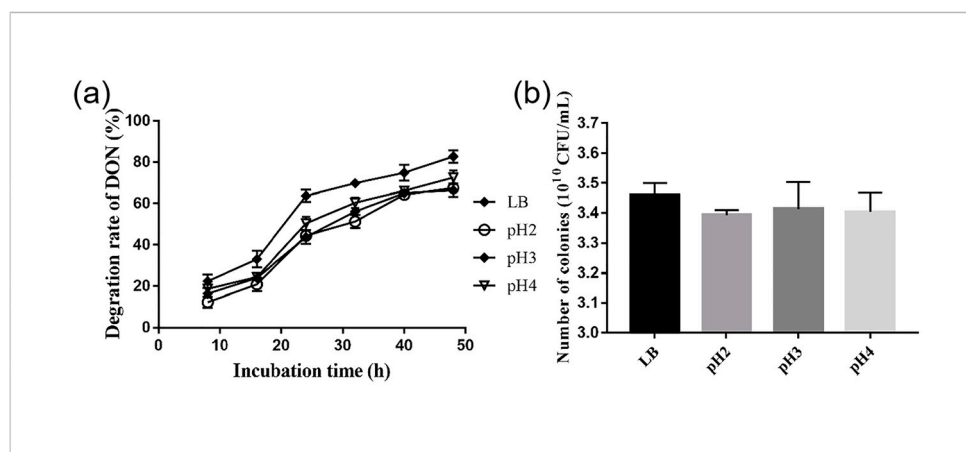 (a)
Degration rate of DON (%)
100
80
60
40
20
0
0 10 20 30 40 50
Incubation time (h)
LB
pH2
pH3
pH4
(b)
Number of colonies (10^10 CFU/mL)
3.7
3.6
3.5
3.4
3.3
3.2
3.1
3.0
LB pH2 pH3 pH4